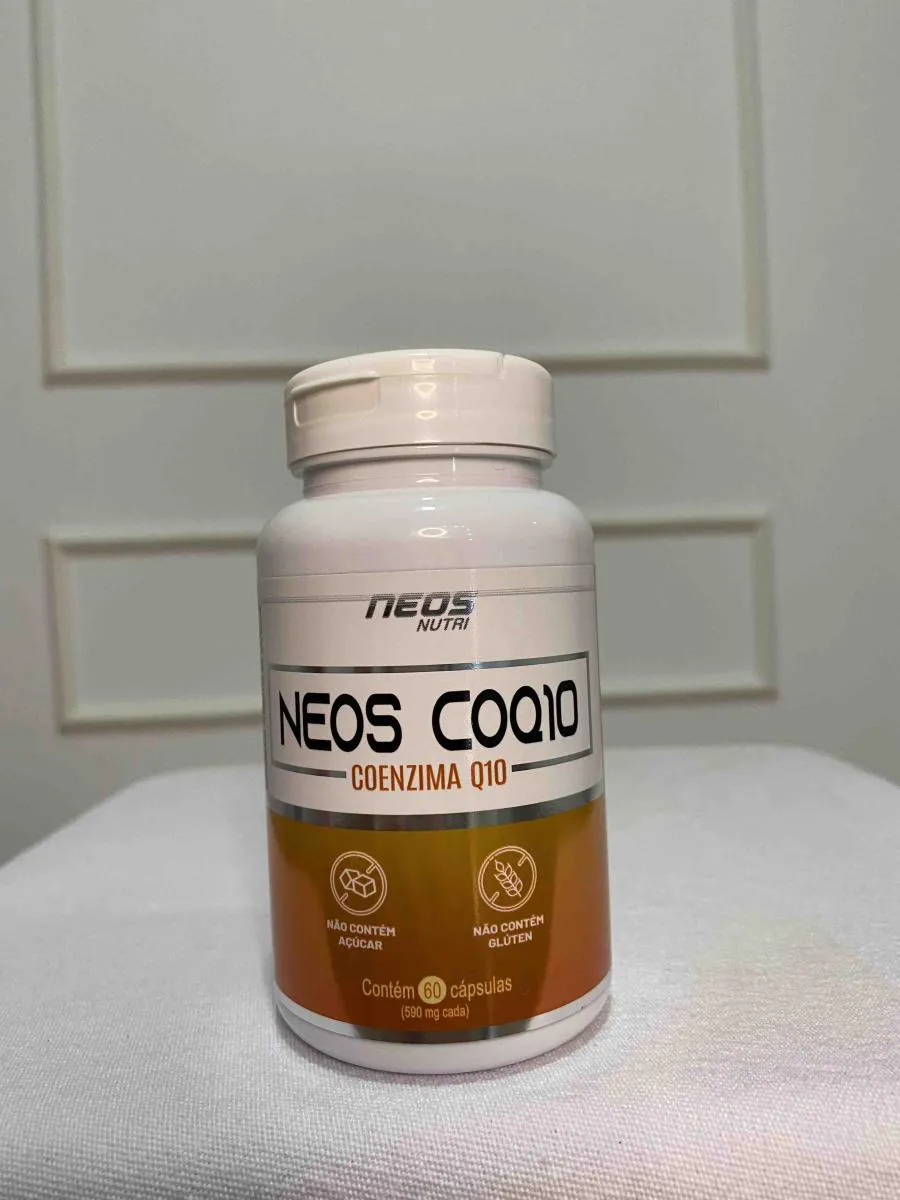 NEOS
NUTRI
NEOS COQ10
COENZIMA Q10
NÃO CONTÉM
AÇÚCAR
NÃO CONTÉM
GLÚTEN
Contém 60 cápsulas
(590 mg cada)